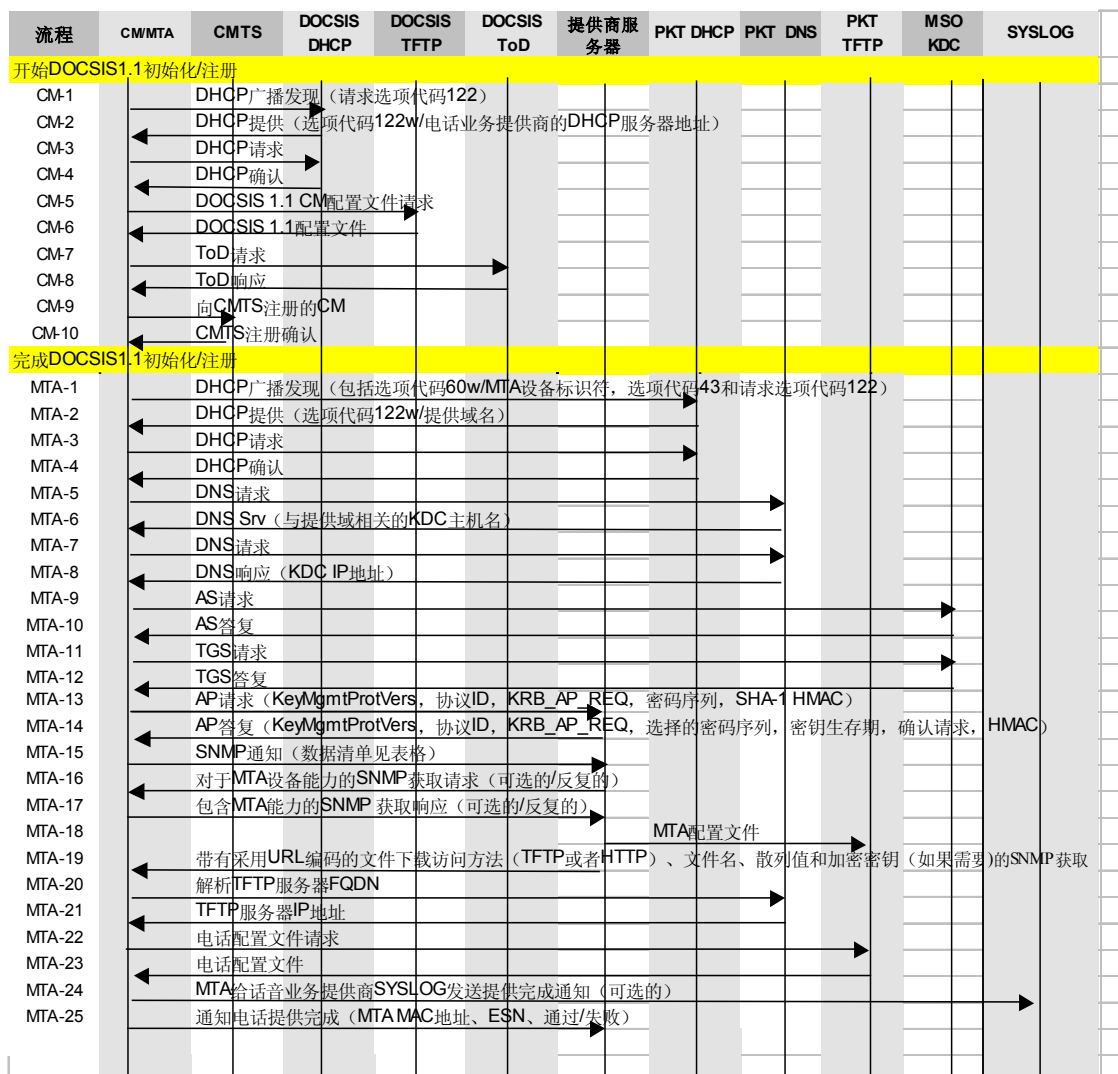 流程 CM/MTA CMTS DOCSIS DHCP DOCSIS TFTP DOCSIS ToD 提供商服务器 PKT DHCP PKT DNS PKT TFTP MSO KDC SYSLOG
开始DOCSIS1.1初始化/注册
CM-1 DHCP广播发现（请求选项代码122）
CM-2 DHCP提供（选项代码122w/电话业务提供商的DHCP服务器地址）
CM-3 DHCP请求
CM-4 DHCP确认
CM-5 DOCSIS 1.1 CM配置文件请求
CM-6 DOCSIS 1.1配置文件
CM-7 ToD请求
CM-8 ToD响应
CM-9 向CMTS注册的CM
CM-10 CMTS注册确认
完成DOCSIS1.1初始化/注册
MTA-1 DHCP广播发现（包括选项代码60w/MTA设备标识符，选项代码43和请求选项代码122）
MTA-2 DHCP提供（选项代码122w/提供域名）
MTA-3 DHCP请求
MTA-4 DHCP确认
MTA-5 DNS请求
MTA-6 DNS Srv（与提供域相关的KDC主机名）
MTA-7 DNS请求
MTA-8 DNS响应（KDC IP地址）
MTA-9 AS请求
MTA-10 AS答复
MTA-11 TGS请求
MTA-12 TGS答复
MTA-13 AP请求（KeyMgmtProtVers，协议ID，KRB_AP_REQ，密码序列，SHA-1 HMAC）
MTA-14 AP答复（KeyMgmtProtVers，协议ID，KRB_AP_REQ，选择的密码序列，密钥生存期，确认请求，HMAC）
MTA-15 SNMP通知（数据清单见表格）
MTA-16 对于MTA设备能力的SNMP获取请求（可选的/反复的）
MTA-17 包含MTA能力的SNMP 获取响应（可选的/反复的）
MTA-18 MTA配置文件
MTA-19 带有采用URL编码的文件下载访问方法（TFTP或者HTTP）、文件名、散列值和加密密钥（如果需要)的SNMP获取
MTA-20 解析TFTP服务器FQDN
MTA-21 TFTP服务器IP地址
MTA-22 电话配置文件请求
MTA-23 电话配置文件
MTA-24 MTA给话音业务提供商SYSLOG发送提供完成通知（可选的）
MTA-25 通知电话提供完成（MTA MAC地址、ESN、通过/失败）